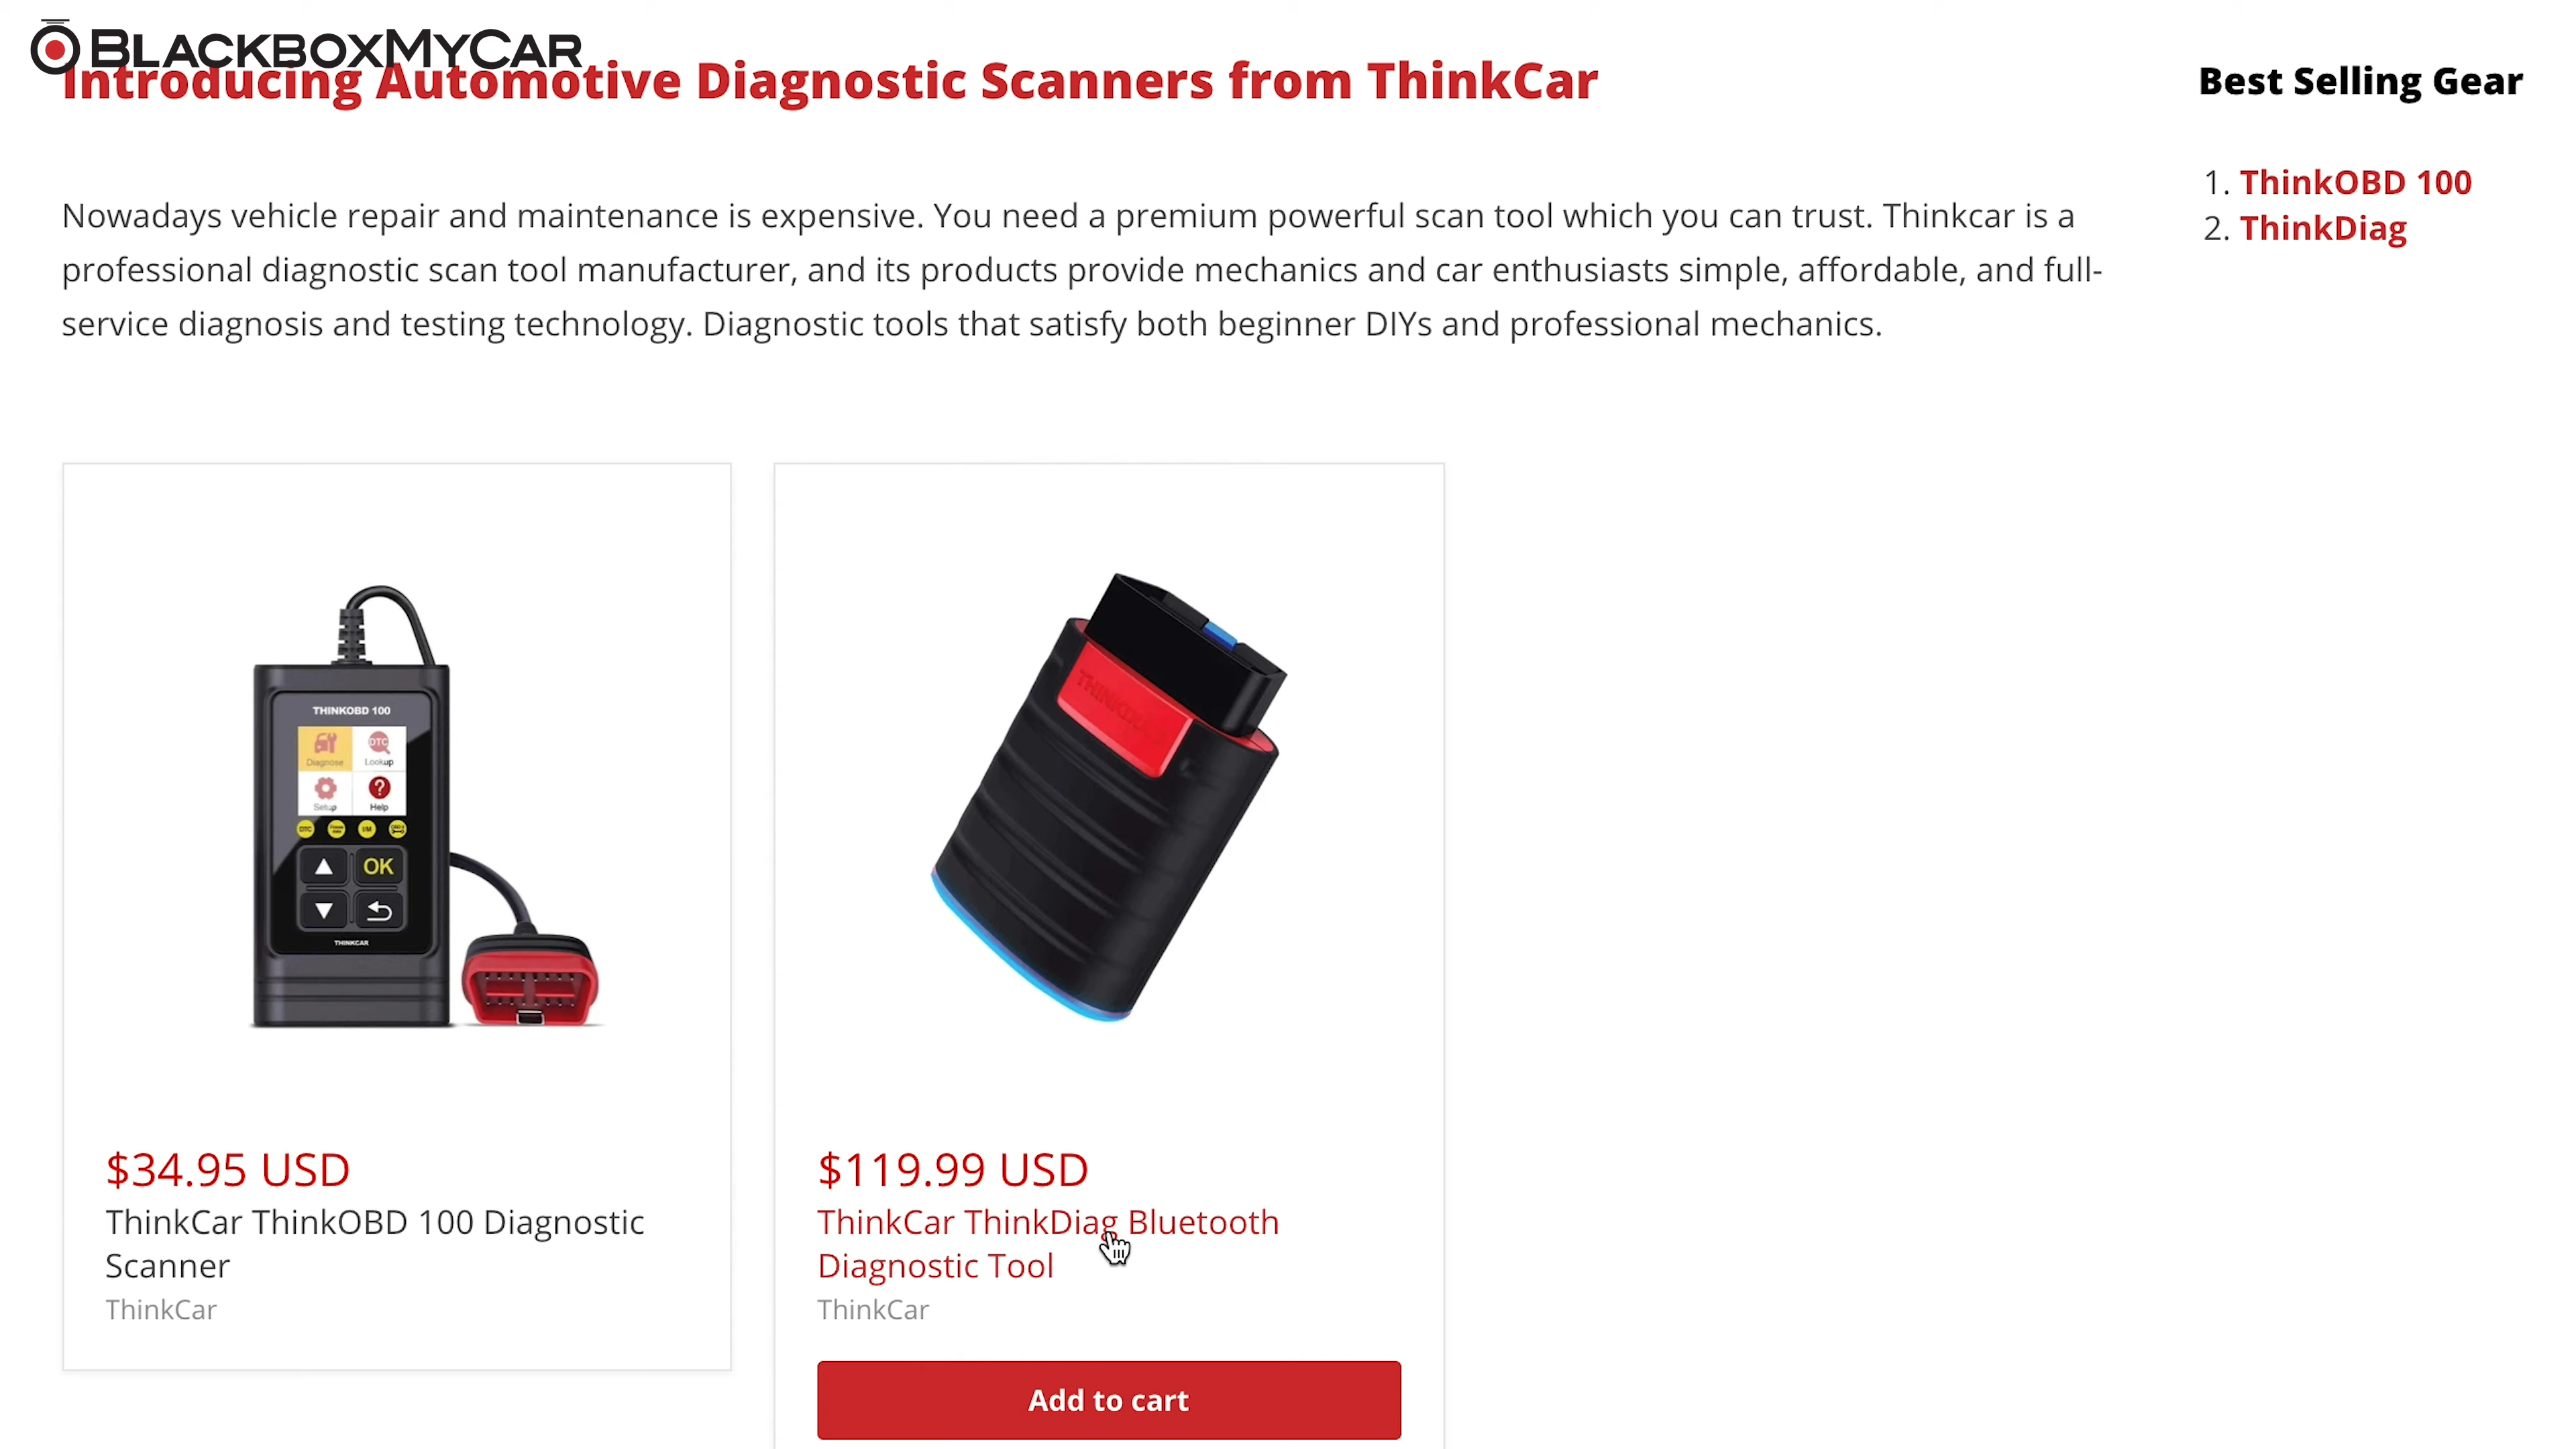 BLACKBOXMYCAR
Introducing Automotive Diagnostic Scanners from ThinkCar
Nowadays vehicle repair and maintenance is expensive. You need a premium powerful scan tool which you can trust. Thinkcar is a
professional diagnostic scan tool manufacturer, and its products provide mechanics and car enthusiasts simple, affordable, and full-
service diagnosis and testing technology. Diagnostic tools that satisfy both beginner DIYs and professional mechanics.
Best Selling Gear
1. ThinkOBD 100
2. ThinkDiag
THINKOBD 100
Diagnose
DTC
Lookup
Setup
? Help
DTC
I/M
OK
THINKCAR
$34.95 USD
ThinkCar ThinkOBD 100 Diagnostic
Scanner
ThinkCar
$119.99 USD
ThinkCar ThinkDiag Bluetooth
Diagnostic Tool
ThinkCar
Add to cart